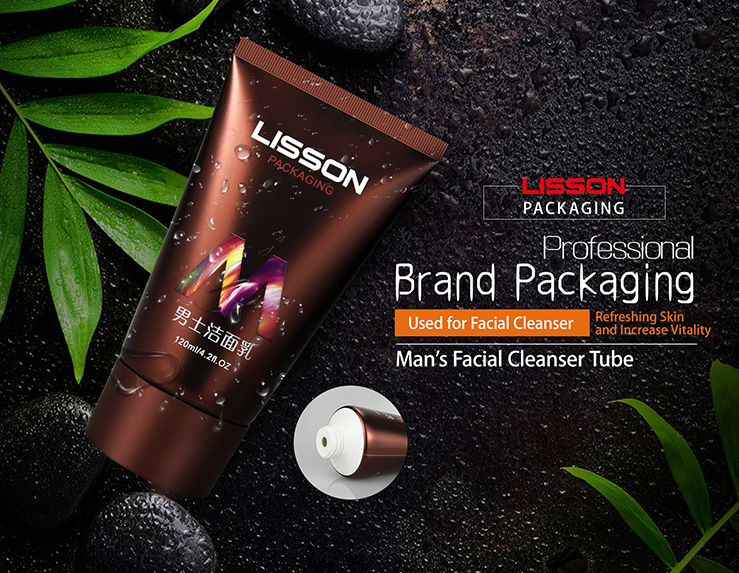 LISSON
PACKAGING
M
男士洁面乳
120ml/4.2fl.oz
LISSON
PACKAGING
Professional
Brand Packaging
Used for Facial Cleanser
Refreshing Skin
and Increase Vitality
Man's Facial Cleanser Tube